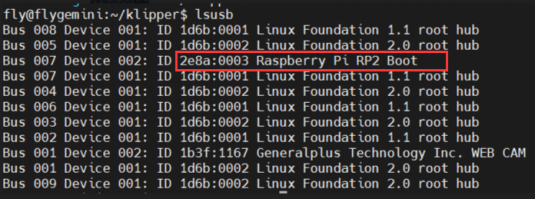 fly@flygemini:~/klipper$ lsusb
Bus 008 Device 001: ID 1d6b:0001 Linux Foundation 1.1 root hub
Bus 005 Device 001: ID 1d6b:0002 Linux Foundation 2.0 root hub
Bus 007 Device 002: ID 2e8a:0003 Raspberry Pi RP2 Boot
Bus 007 Device 001: ID 1d6b:0001 Linux Foundation 1.1 root hub
Bus 004 Device 001: ID 1d6b:0002 Linux Foundation 2.0 root hub
Bus 006 Device 001: ID 1d6b:0001 Linux Foundation 1.1 root hub
Bus 003 Device 001: ID 1d6b:0002 Linux Foundation 2.0 root hub
Bus 002 Device 001: ID 1d6b:0001 Linux Foundation 1.1 root hub
Bus 001 Device 002: ID 1b3f:1167 Generalplus Technology Inc. WEB CAM
Bus 001 Device 001: ID 1d6b:0002 Linux Foundation 2.0 root hub
Bus 009 Device 001: ID 1d6b:0002 Linux Foundation 2.0 root hub